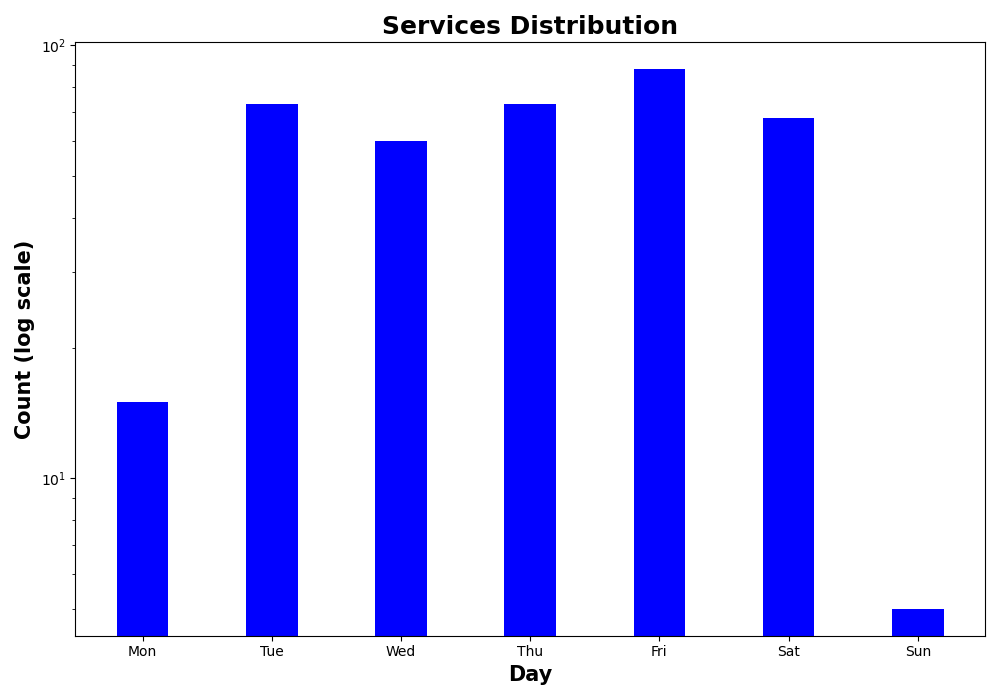 Services Distribution
10²
10¹
Count (log scale)
Mon Tue Wed Thu Fri Sat Sun
Day